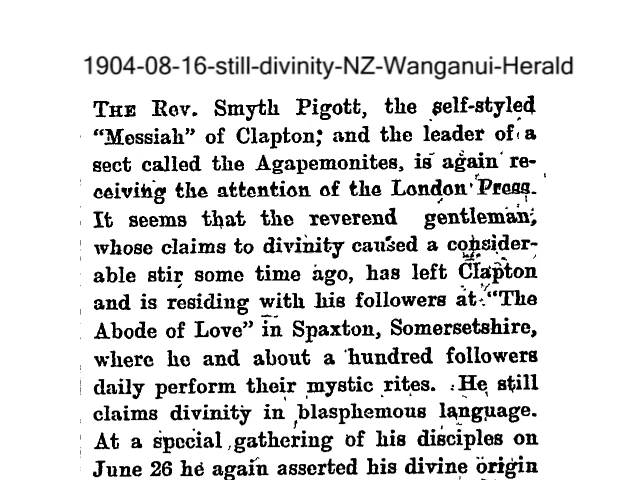 1904-08-16-still-divinity-NZ-Wanganui-Herald
THE Rev. Smyth Pigott, the self-styled
"Messiah" of Clapton; and the leader of a
sect called the Agapemonites, is again re-
ceiving the attention of the London Press.
It seems that the reverend gentleman,
whose claims to divinity caused a consider-
able stir some time ago, has left Clapton
and is residing with his followers at "The
Abode of Love" in Spaxton, Somersetshire,
where he and about a hundred followers
daily perform their mystic rites. He still
claims divinity in blasphemous language.
At a special gathering of his disciples on
June 26 he again asserted his divine origin